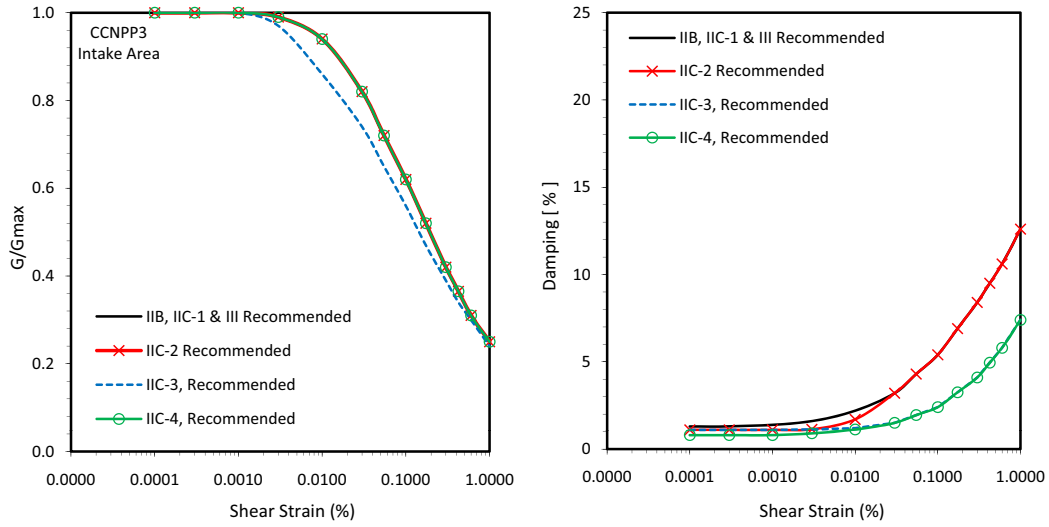 1.0
0.8
0.6
0.4
0.2
0.0
G/Gmax
CCNPP3
Intake Area
IIB, IIC-1 & III Recommended
IIC-2 Recommended
IIC-3, Recommended
IIC-4, Recommended
0.0000 0.0001 0.0010 0.0100 0.1000 1.0000
Shear Strain (%)
25
20
15
10
5
0
Damping [ % ]
IIB, IIC-1 & III Recommended
IIC-2 Recommended
IIC-3, Recommended
IIC-4, Recommended
0.0000 0.0001 0.0010 0.0100 0.1000 1.0000
Shear Strain (%)